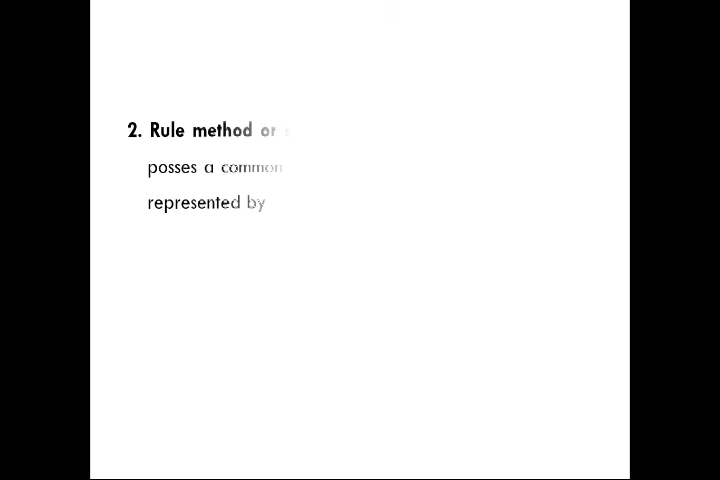 2. Rule method or
posses a common
represented by